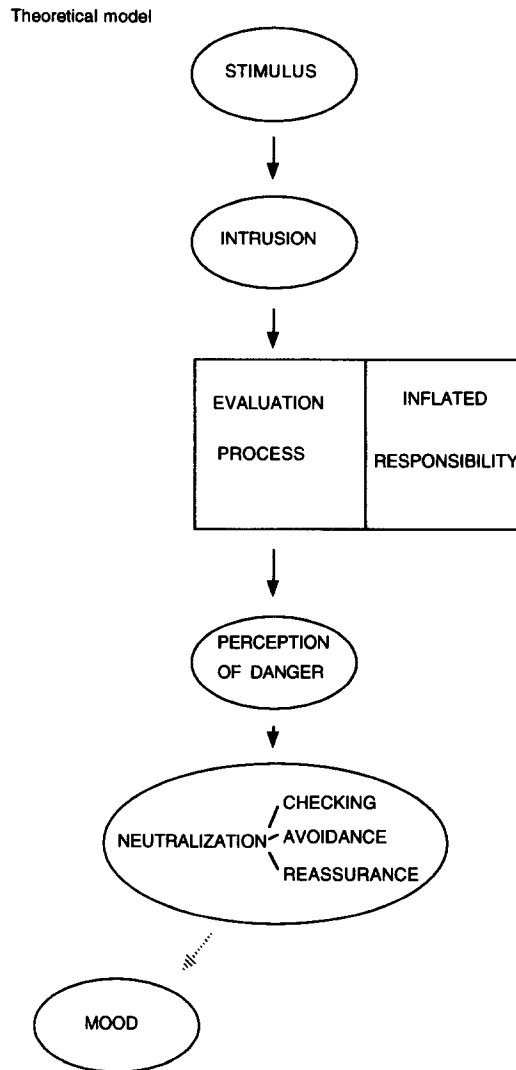 Theoretical model
STIMULUS
INTRUSION
EVALUATION
PROCESS
INFLATED
RESPONSIBILITY
PERCEPTION
OF DANGER
NEUTRALIZATION
CHECKING
AVOIDANCE
REASSURANCE
MOOD